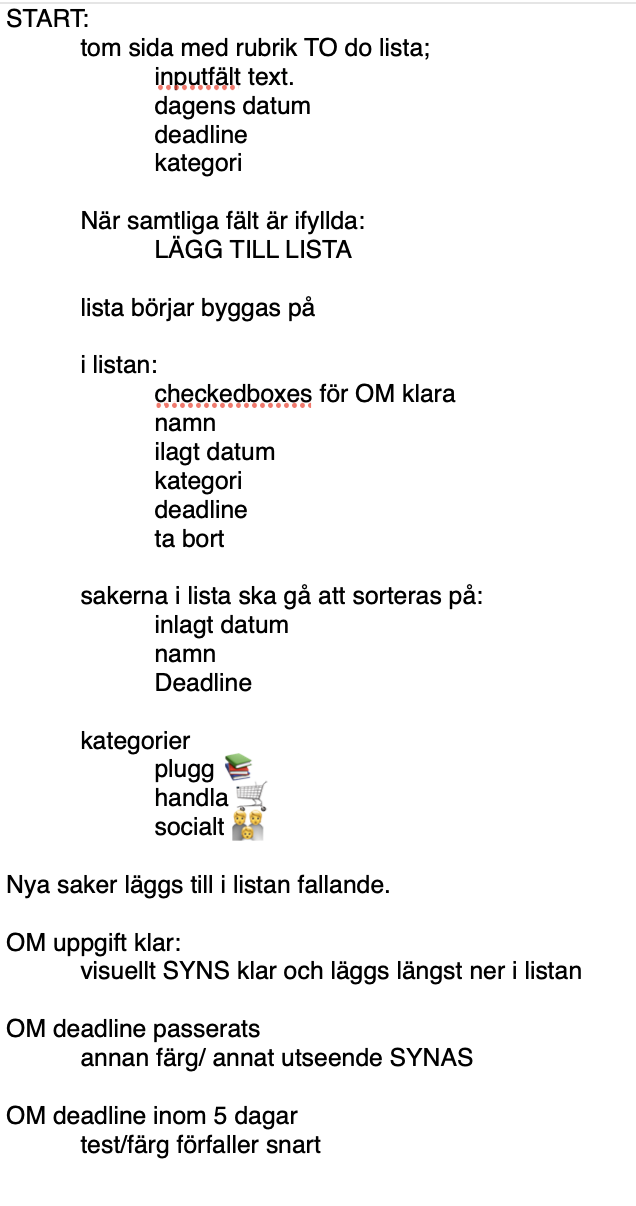 START:
tom sida med rubrik TO do lista;
inputfält text.
dagens datum
deadline
kategori
När samtliga fält är ifyllda:
LÄGG TILL LISTA
lista börjar byggas på
i listan:
checkedboxes för OM klara
namn
ilagt datum
kategori
deadline
ta bort
sakerna i lista ska gå att sorteras på:
inlagt datum
namn
Deadline
kategorier
plugg 📚
handla 🛒
socialt 👨‍👩‍👦
Nya saker läggs till i listan fallande.
OM uppgift klar:
visuellt SYNS klar och läggs längst ner i listan
OM deadline passerats
annan färg/ annat utseende SYNAS
OM deadline inom 5 dagar
test/färg förfaller snart